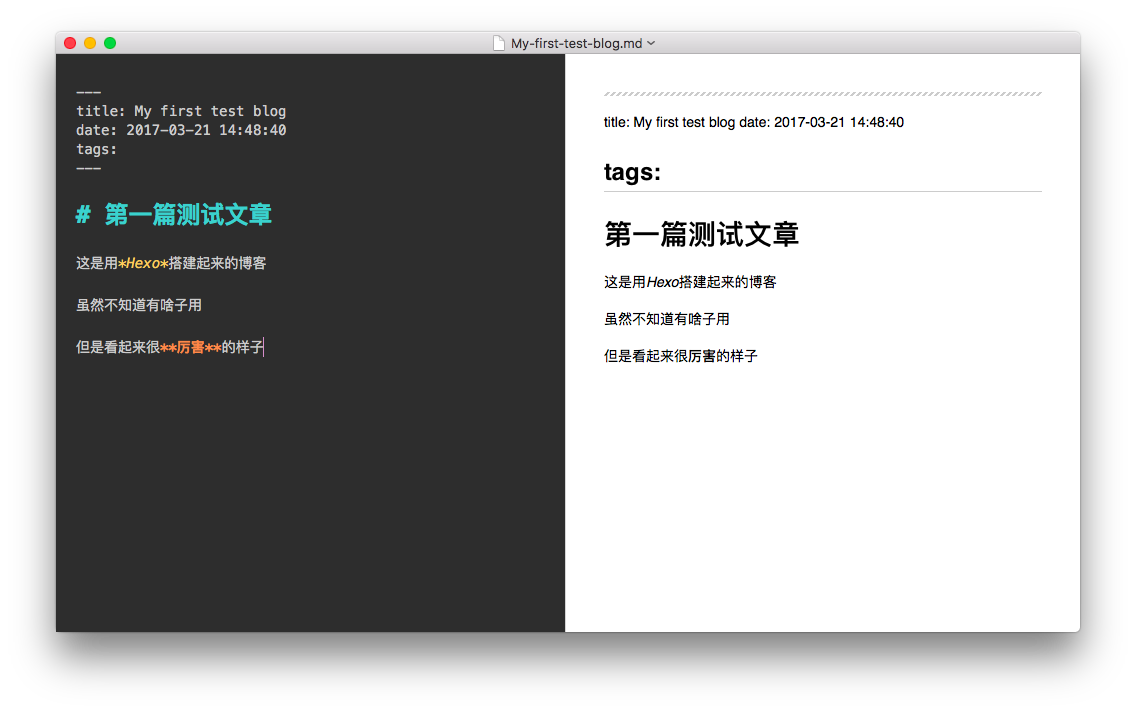 My-first-test-blog.md
---
title: My first test blog
date: 2017-03-21 14:48:40
tags:
---
# 第一篇测试文章
这是用*Hexo*搭建起来的博客
虽然不知道有啥子用
但是看起来很**厉害**的样子
title: My first test blog date: 2017-03-21 14:48:40
tags:
第一篇测试文章
这是用Hexo搭建起来的博客
虽然不知道有啥子用
但是看起来很厉害的样子